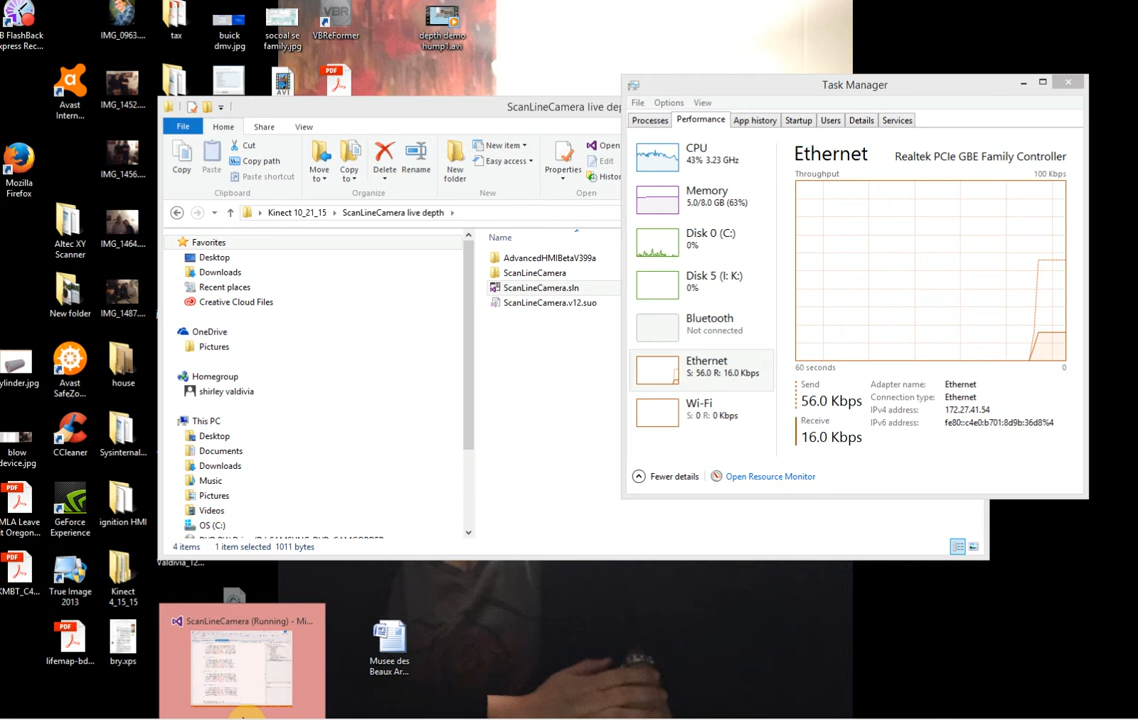 B FlashBack
xpress Rec...
IMG_0963....
tax
buick
dmv.jpg
socoal se
family.jpg
VBReFormer
depth demo
hump1.avi
Avast
Intern...
IMG_1452....
Mozilla
Firefox
IMG_1456....
Altec XY
Scanner
IMG_1464....
New folder
IMG_1487....
ylinder.jpg
Avast
SafeZo...
house
blow
device.jpg
CCleaner
Sysinternal...
MLA Leave
t Oregon...
GeForce
Experience
ignition HMI
KMBT_C4...
True Image
2013
Kinect
4_15_15
lifemap-bd...
bry.xps
Valdivia_12...
Musee des
Beaux Ar...
ScanLineCamera live dep
File
Home
Share
View
Copy
Paste
Cut
Copy path
Paste shortcut
Clipboard
Move
to
Copy
to
Delete
Rename
Organize
New
folder
New item
Easy access
New
Properties
Open
Edit
Histor
Open
Kinect 10_21_15
ScanLineCamera live depth
Favorites
Desktop
Downloads
Recent places
Creative Cloud Files
OneDrive
Pictures
Homegroup
shirley valdivia
This PC
Desktop
Documents
Downloads
Music
Pictures
Videos
OS (C:)
Name
AdvancedHMIBetaV399a
ScanLineCamera
ScanLineCamera.sln
ScanLineCamera.v12.suo
4 items
1 item selected 1011 bytes
ScanLineCamera (Running) - Mi...
Task Manager
File
Options
View
Processes
Performance
App history
Startup
Users
Details
Services
CPU
43% 3.23 GHz
Memory
5.0/8.0 GB (63%)
Disk 0 (C:)
0%
Disk 5 (I: K:)
0%
Bluetooth
Not connected
Ethernet
S: 56.0 R: 16.0 Kbps
Wi-Fi
S: 0 R: 0 Kbps
Ethernet
Realtek PCIe GBE Family Controller
Throughput
100 Kbps
60 seconds
0
Send
56.0 Kbps
Receive
16.0 Kbps
Adapter name:
Ethernet
Connection type:
Ethernet
IPv4 address:
172.27.41.54
IPv6 address:
fe80::c4e0:b701:8d9b:36d8%4
Fewer details
Open Resource Monitor